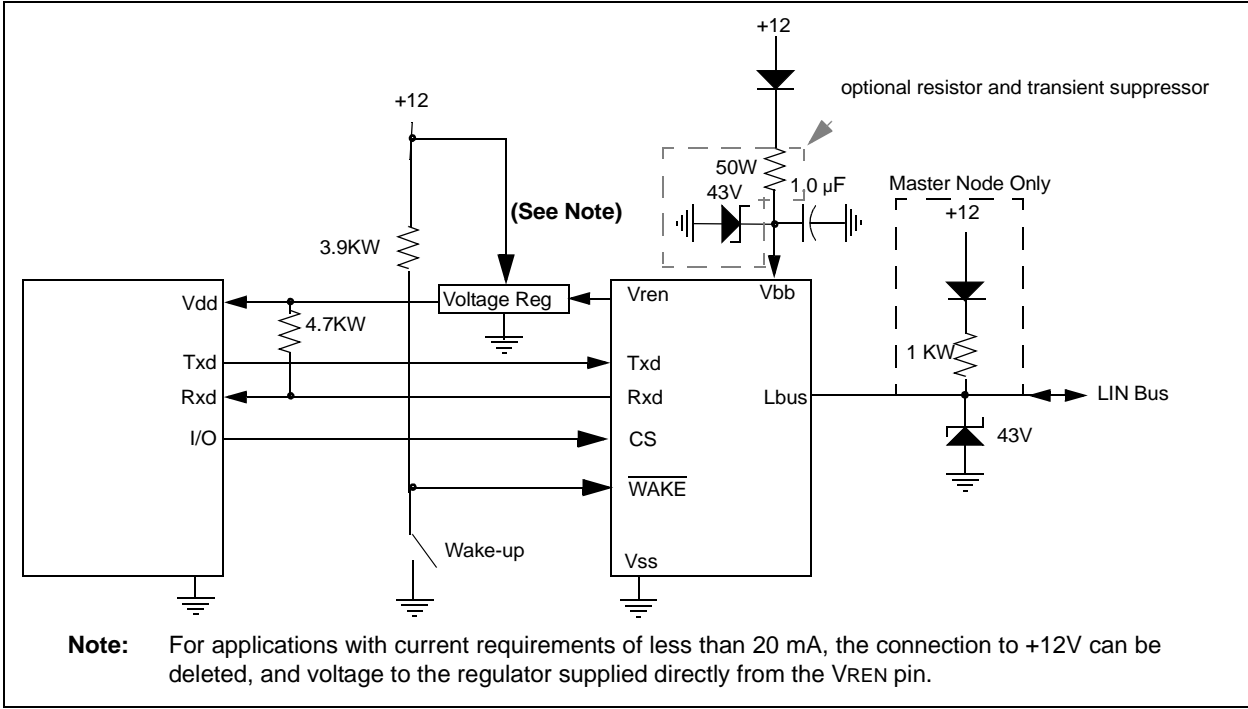 +12
optional resistor and transient suppressor
+12
50W
43V
1.0 µF
Master Node Only
+12
(See Note)
3.9KW
Voltage Reg
Vren
Vbb
Vdd
4.7KW
1 KW
Txd
Txd
Rxd
Rxd
Lbus
LIN Bus
I/O
CS
43V
WAKE
Wake-up
Vss
Note: For applications with current requirements of less than 20 mA, the connection to +12V can be
deleted, and voltage to the regulator supplied directly from the VREN pin.